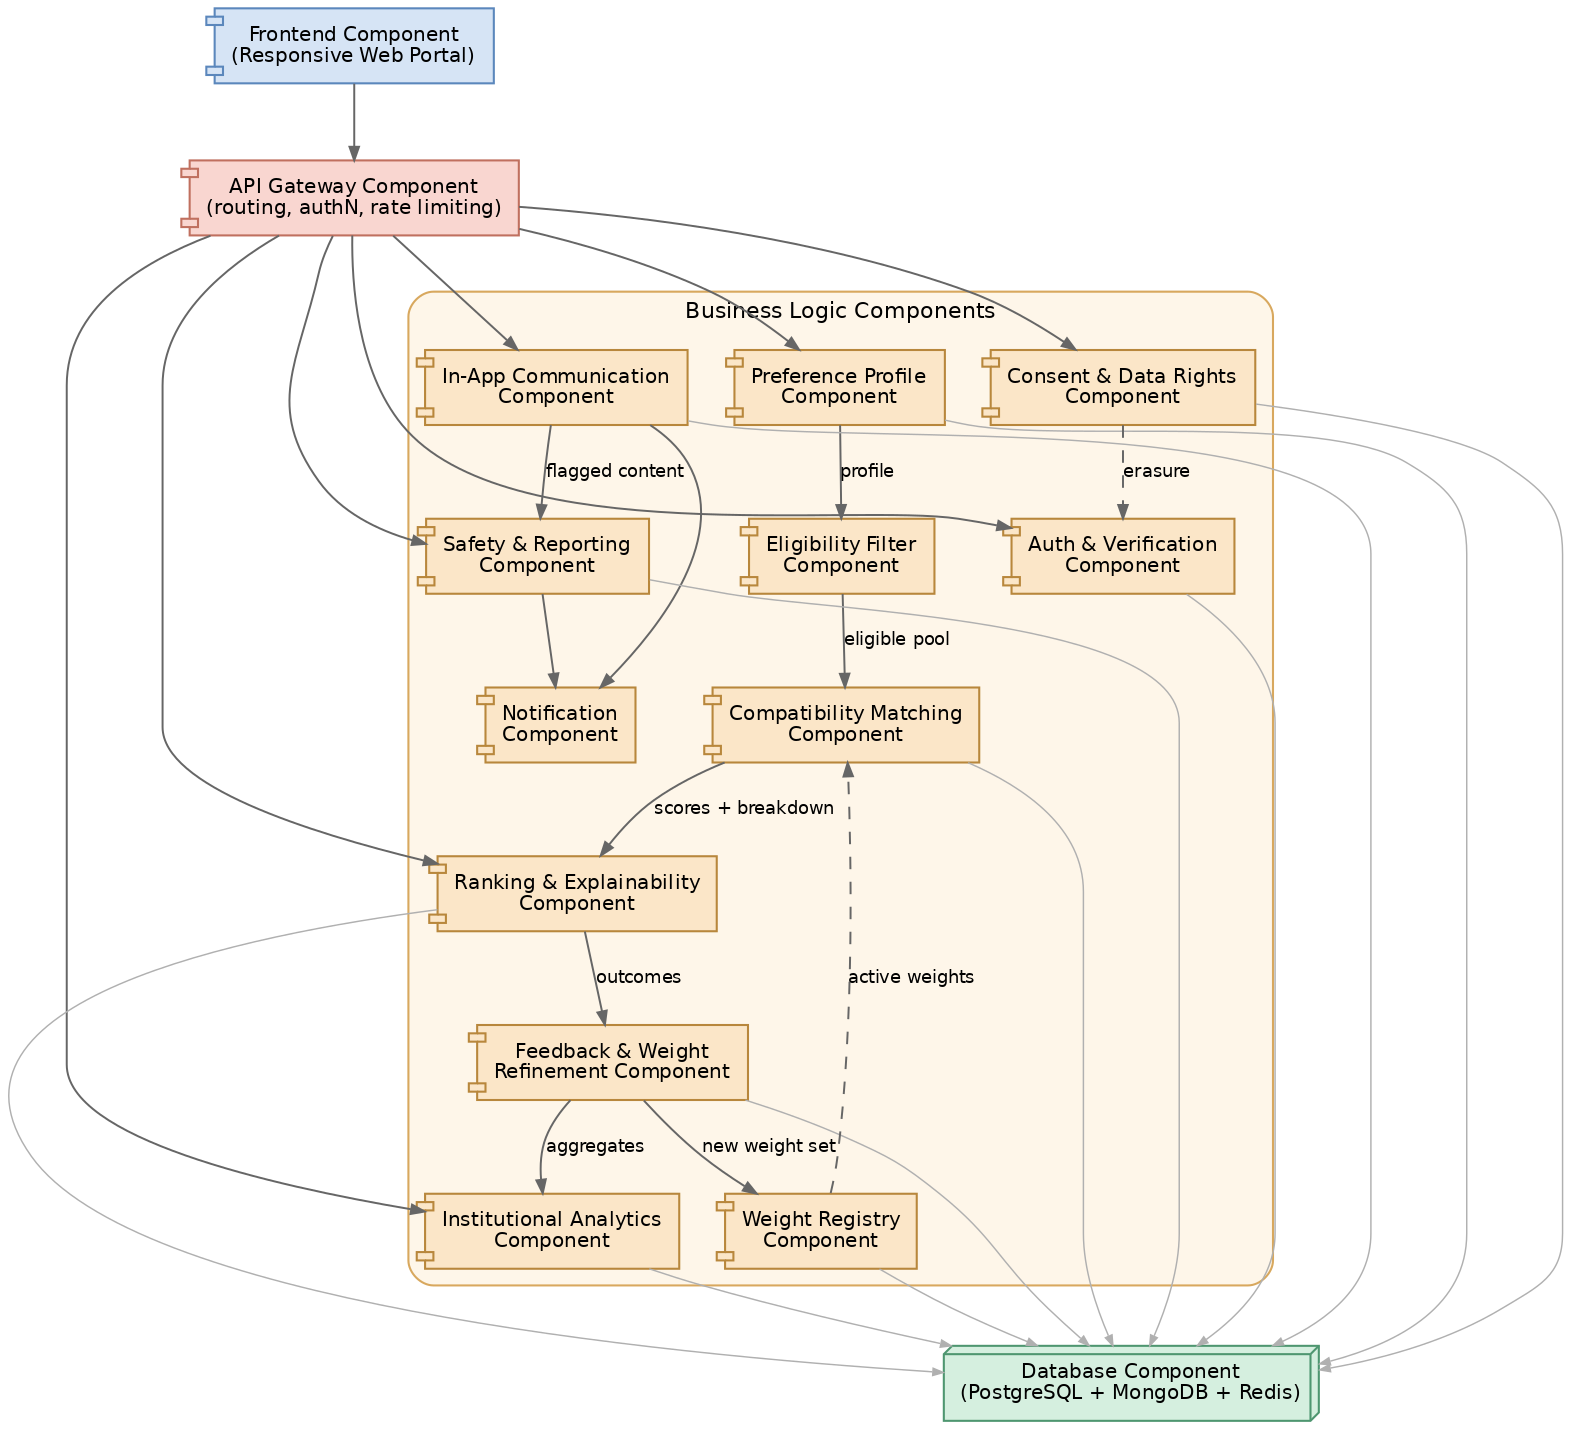 Frontend Component
(Responsive Web Portal)
API Gateway Component
(routing, authN, rate limiting)
Business Logic Components
In-App Communication
Component
Preference Profile
Component
Consent & Data Rights
Component
flagged content
profile
erasure
Safety & Reporting
Component
Eligibility Filter
Component
Auth & Verification
Component
eligible pool
Notification
Component
Compatibility Matching
Component
scores + breakdown
Ranking & Explainability
Component
outcomes
active weights
Feedback & Weight
Refinement Component
aggregates
new weight set
Institutional Analytics
Component
Weight Registry
Component
Database Component
(PostgreSQL + MongoDB + Redis)